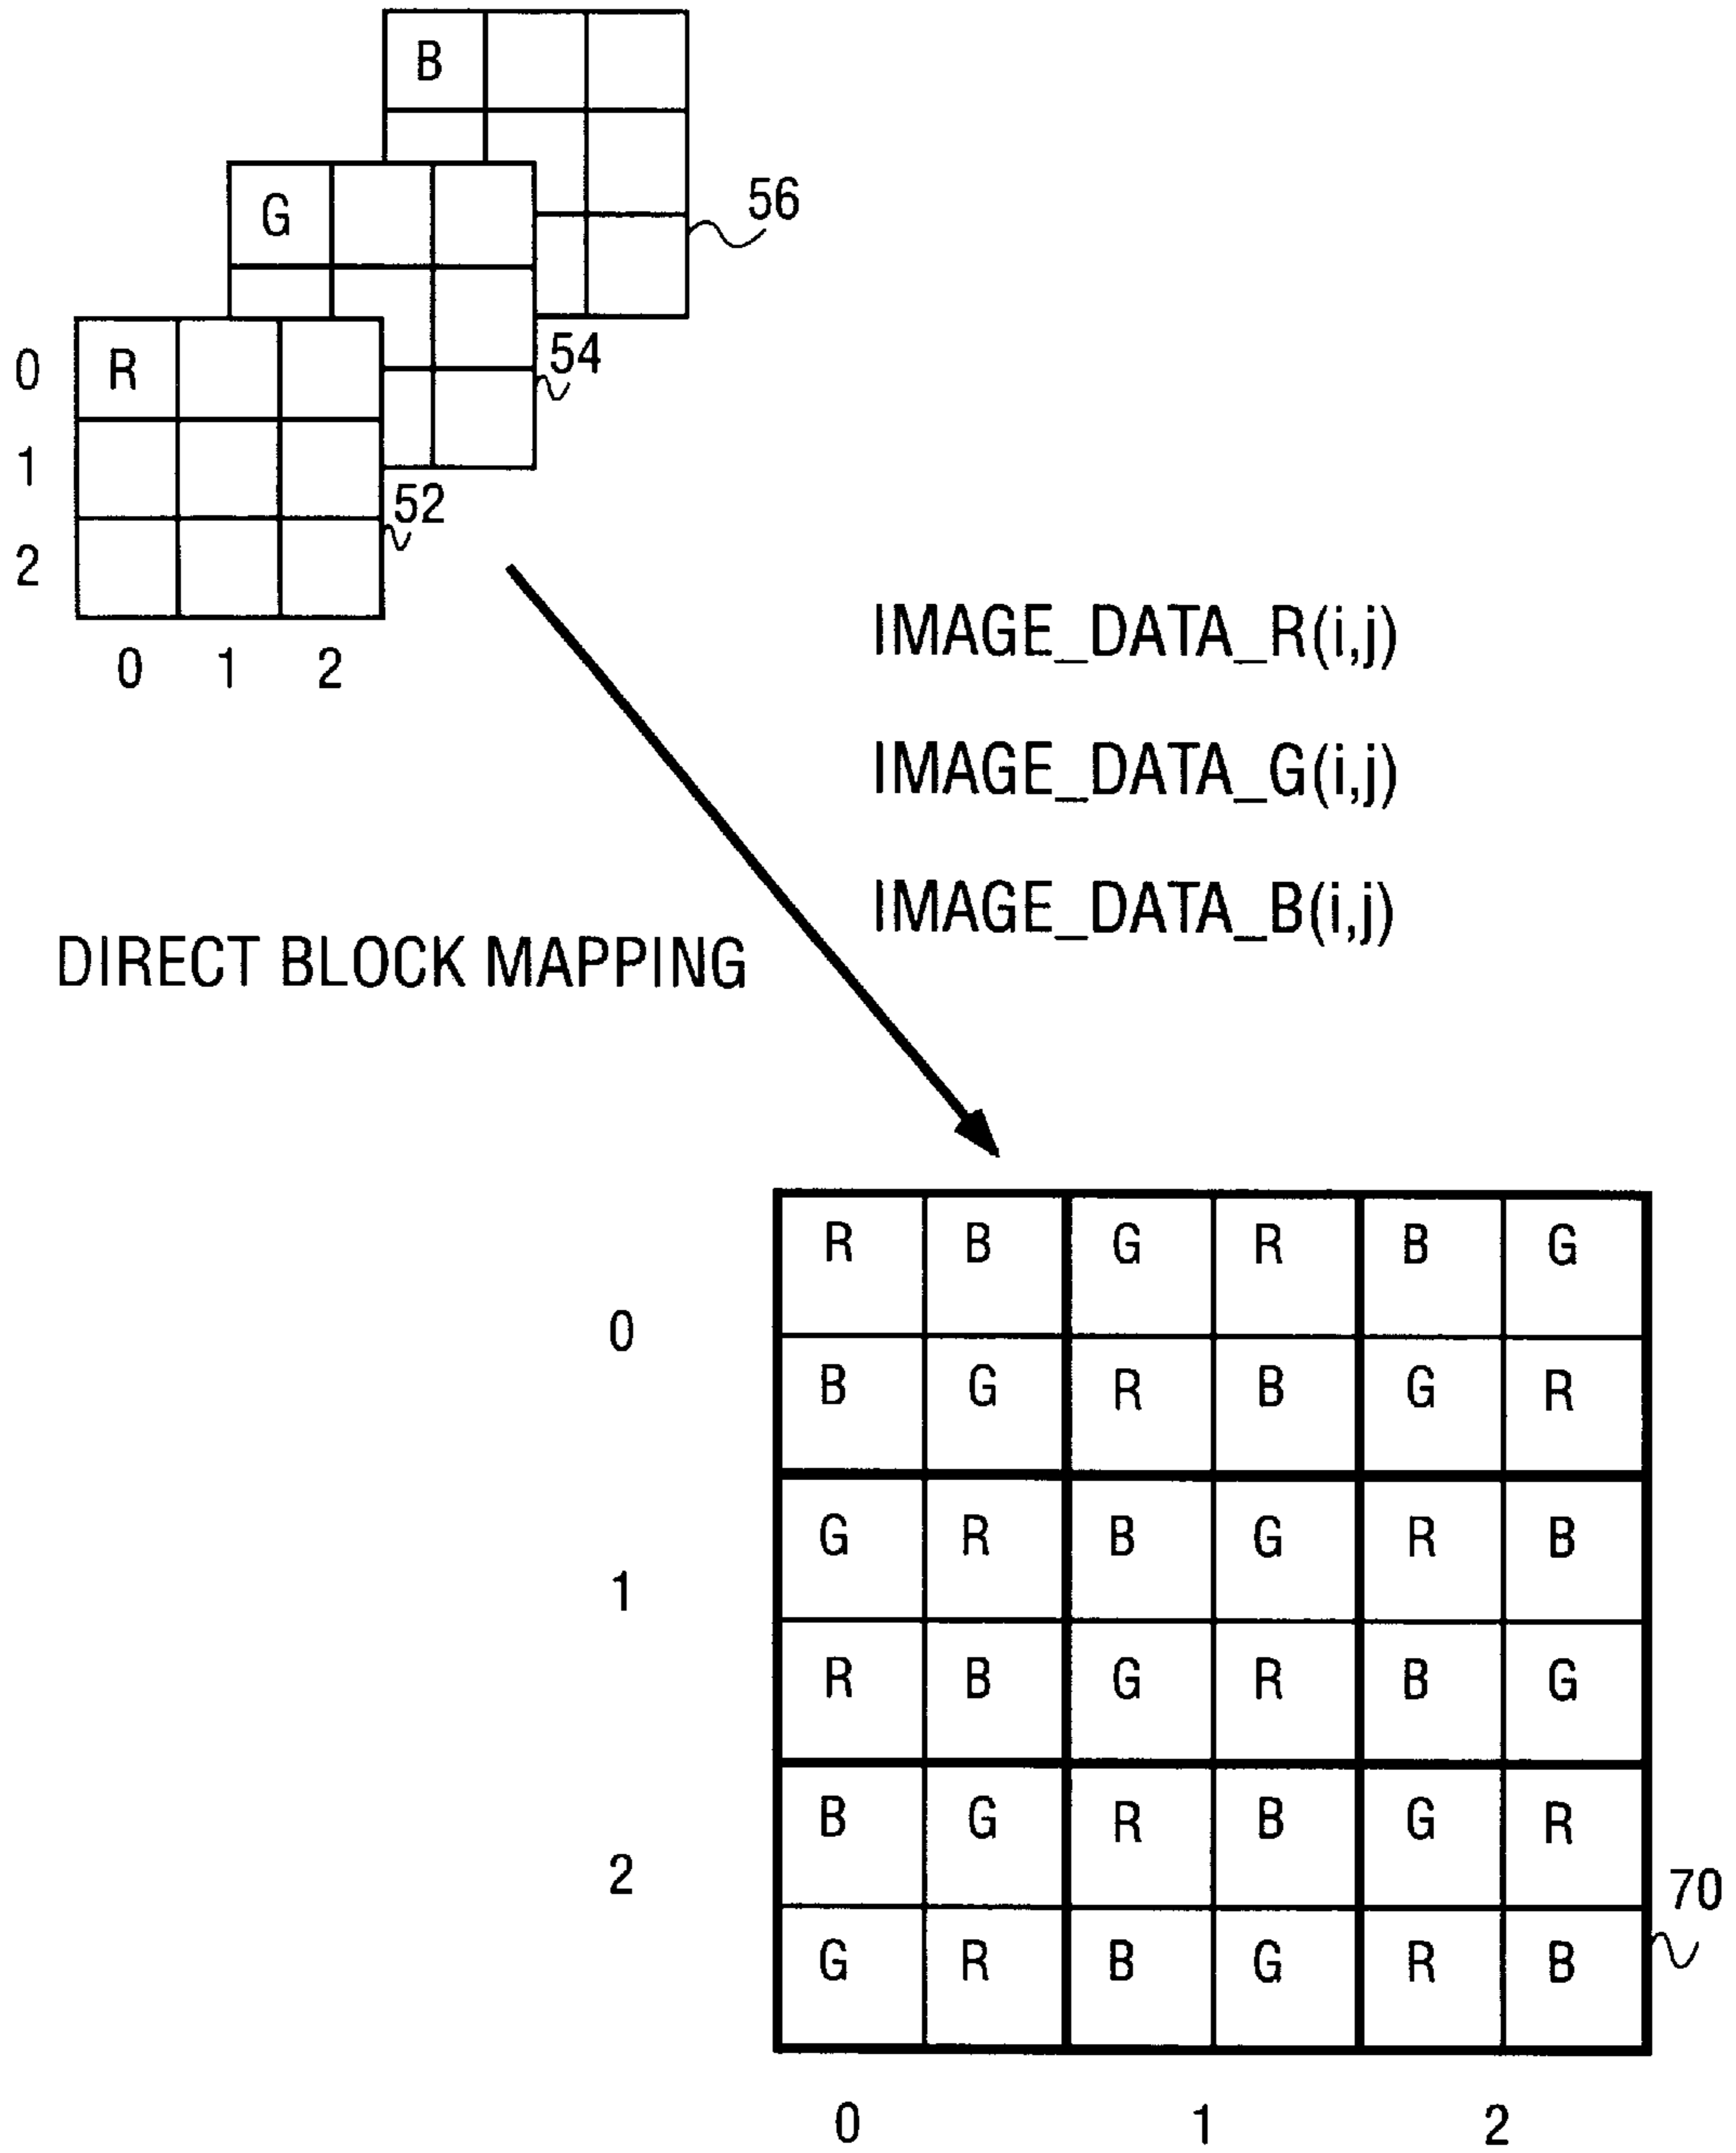 B
56
G
54
0 R
1
52
2
0 1 2
IMAGE_DATA_R(i,j)
IMAGE_DATA_G(i,j)
IMAGE_DATA_B(i,j)
DIRECT BLOCK MAPPING
R B G R B G
0
B G R B G R
G R B G R B
1
R B G R B G
B G R B G R
2
70
G R B G R B
0 1 2